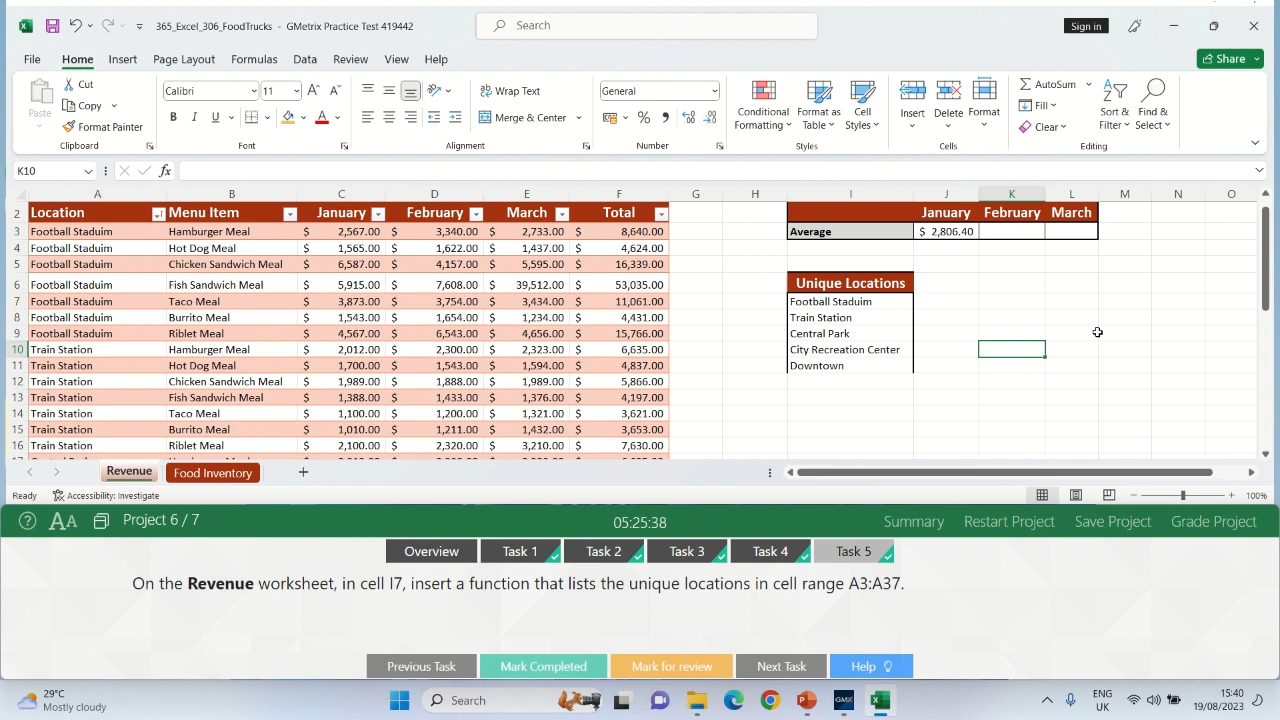 365_Excel_306_FoodTrucks - GMetrix Practice Test 419442
Search
Sign in
File Home Insert Page Layout Formulas Data Review View Help
Share
Paste
Cut
Copy
Format Painter
Clipboard
Calibri
B I U
A
Font
Wrap Text
Merge & Center
Alignment
General
%
Number
Conditional Formatting
Format as Table
Cell Styles
Styles
Insert
Delete
Format
Cells
AutoSum
Fill
Clear
Sort & Filter
Find & Select
Editing
K10
fx
A B C D E F G H I J K L M N O
2 Location Menu Item January February March Total January February March
3 Football Staduim Hamburger Meal $ 2,567.00 $ 3,340.00 $ 2,733.00 $ 8,640.00 Average $ 2,806.40
4 Football Staduim Hot Dog Meal $ 1,565.00 $ 1,622.00 $ 1,437.00 $ 4,624.00
5 Football Staduim Chicken Sandwich Meal $ 6,587.00 $ 4,157.00 $ 5,595.00 $ 16,339.00
6 Football Staduim Fish Sandwich Meal $ 5,915.00 $ 7,608.00 $ 39,512.00 $ 53,035.00 Unique Locations
7 Football Staduim Taco Meal $ 3,873.00 $ 3,754.00 $ 3,434.00 $ 11,061.00 Football Staduim
8 Football Staduim Burrito Meal $ 1,543.00 $ 1,654.00 $ 1,234.00 $ 4,431.00 Train Station
9 Football Staduim Riblet Meal $ 4,567.00 $ 6,543.00 $ 4,656.00 $ 15,766.00 Central Park
10 Train Station Hamburger Meal $ 2,012.00 $ 2,300.00 $ 2,323.00 $ 6,635.00 City Recreation Center
11 Train Station Hot Dog Meal $ 1,700.00 $ 1,543.00 $ 1,594.00 $ 4,837.00 Downtown
12 Train Station Chicken Sandwich Meal $ 1,989.00 $ 1,888.00 $ 1,989.00 $ 5,866.00
13 Train Station Fish Sandwich Meal $ 1,388.00 $ 1,433.00 $ 1,376.00 $ 4,197.00
14 Train Station Taco Meal $ 1,100.00 $ 1,200.00 $ 1,321.00 $ 3,621.00
15 Train Station Burrito Meal $ 1,010.00 $ 1,211.00 $ 1,432.00 $ 3,653.00
16 Train Station Riblet Meal $ 2,100.00 $ 2,320.00 $ 3,210.00 $ 7,630.00
Revenue Food Inventory
Ready Accessibility: Investigate 100%
Project 6 / 7 05:25:38 Summary Restart Project Save Project Grade Project
Overview Task 1 Task 2 Task 3 Task 4 Task 5
On the Revenue worksheet, in cell I7, insert a function that lists the unique locations in cell range A3:A37.
Previous Task Mark Completed Mark for review Next Task Help
29°C
Mostly cloudy
Search
GMX
ENG
UK
15:40
19/08/2023